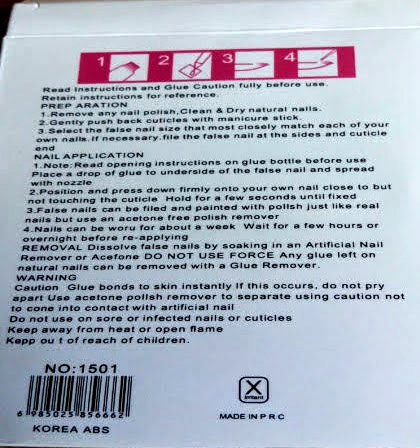 1 2 3 4
Read Instructions and Glue Caution fully before use.
Retain instructions for reference.
PREP ARATION
1.Remove any nail polish,Clean & Dry natural nails.
2.Gently push back cuticles with manicure stick.
3.Select the false nail size that most closely match each of your
own nails.If necessary.file the false nail at the sides and cuticle
end
NAIL APPLICATION
1.Note:Read opening instructions on glue bottle before use
Place a drop of glue to underside of the false nail and spread
with nozzle
2.Position and press down firmly onto your own nail close to but
not touching the cuticle Hold for a few seconds until fixed
3.False nails can be filed and painted with polish just like real
nails but use an acetone free polish remover
4.Nails can be woru for about a week Wait for a few hours or
overnight before re-applying
REMOVAL Dissolve false nails by soaking in an Artificial Nail
Remover or Acefone DO NOT USE FORCE Any glue left on
natural nails can be removed with a Glue Remover.
WARNING
Caution Glue bonds to skin instantly If this occurs, do not pry
apart Use acetone polish remover to separate using caution not
to cone into contact with artificial nail
Do not use on sore or infected nails or cuticles
Keep away from heat or open flame
Kepp ou t of reach of children.
NO:1501
6 985025 856662
KOREA ABS
X
irritant
MADE IN P R C